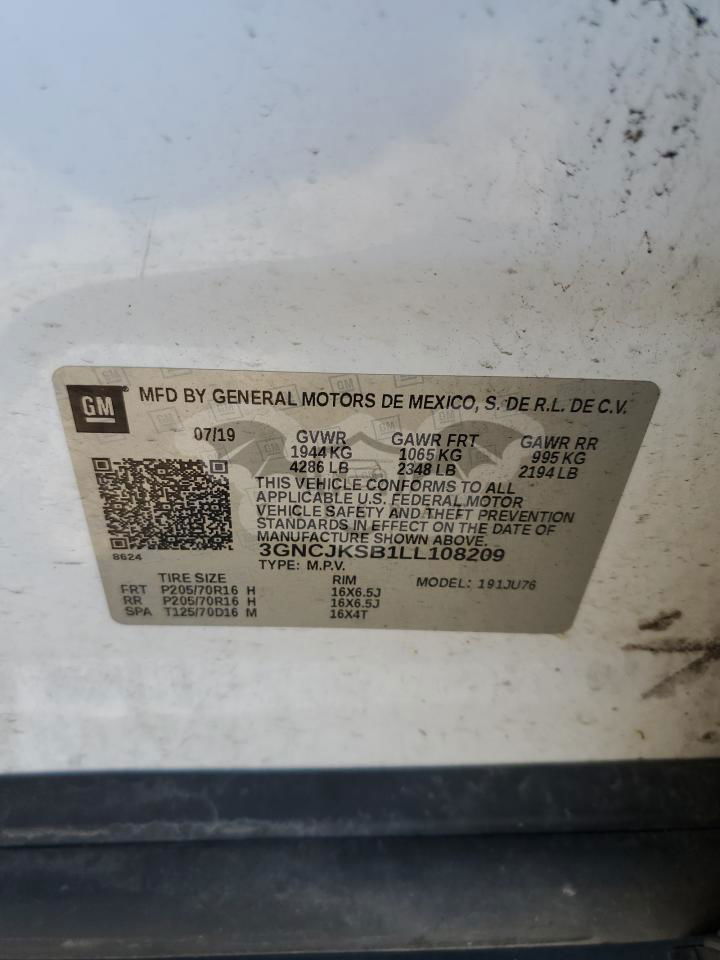 GM
MFD BY GENERAL MOTORS DE MEXICO, S. DE R.L. DE C.V.
07/19 GVWR GAWR FRT GAWR RR
1944 KG 1065 KG 995 KG
4286 LB 2348 LB 2194 LB
THIS VEHICLE CONFORMS TO ALL
APPLICABLE U.S. FEDERAL MOTOR
VEHICLE SAFETY AND THEFT PREVENTION
STANDARDS IN EFFECT ON THE DATE OF
MANUFACTURE SHOWN ABOVE.
8624 3GNCJKSB1LL108209
TYPE: M.P.V.
TIRE SIZE RIM MODEL: 191JU76
FRT P205/70R16 H 16X6.5J
RR P205/70R16 H 16X6.5J
SPA T125/70D16 M 16X4T